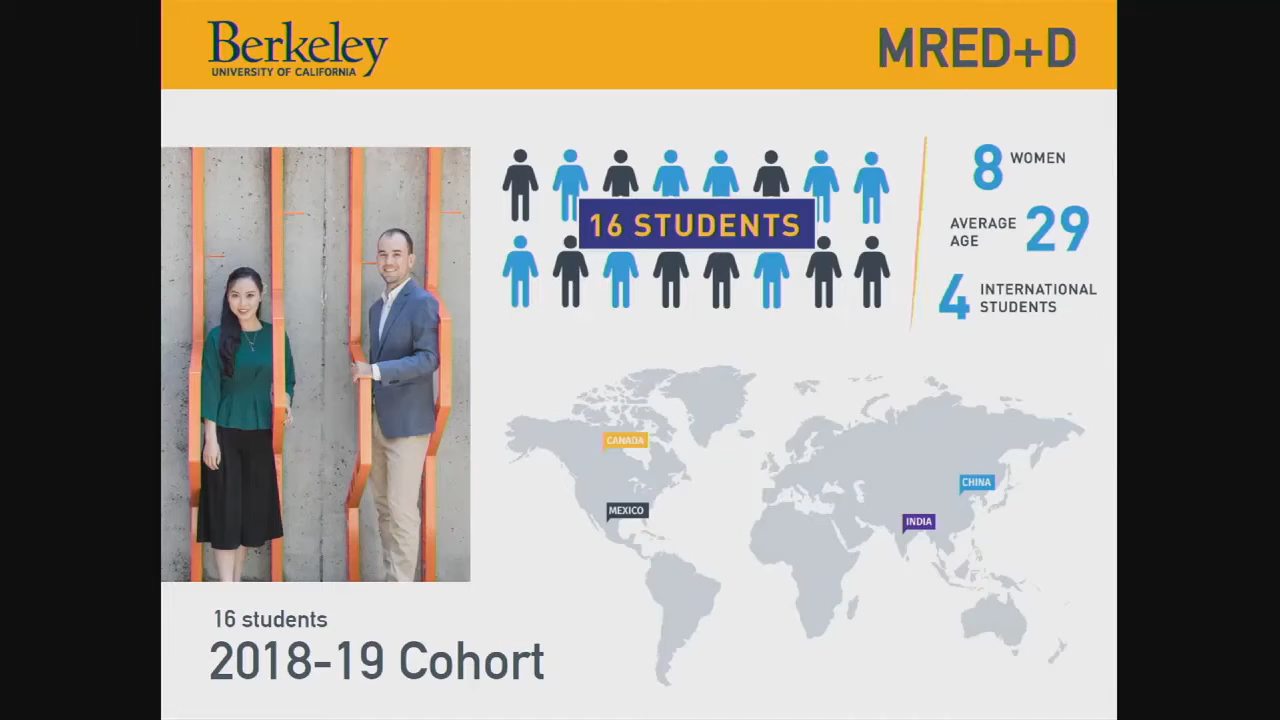 Berkeley
UNIVERSITY OF CALIFORNIA
MRED+D
16 STUDENTS
8 WOMEN
AVERAGE AGE 29
4 INTERNATIONAL STUDENTS
CANADA
MEXICO
CHINA
INDIA
16 students
2018-19 Cohort